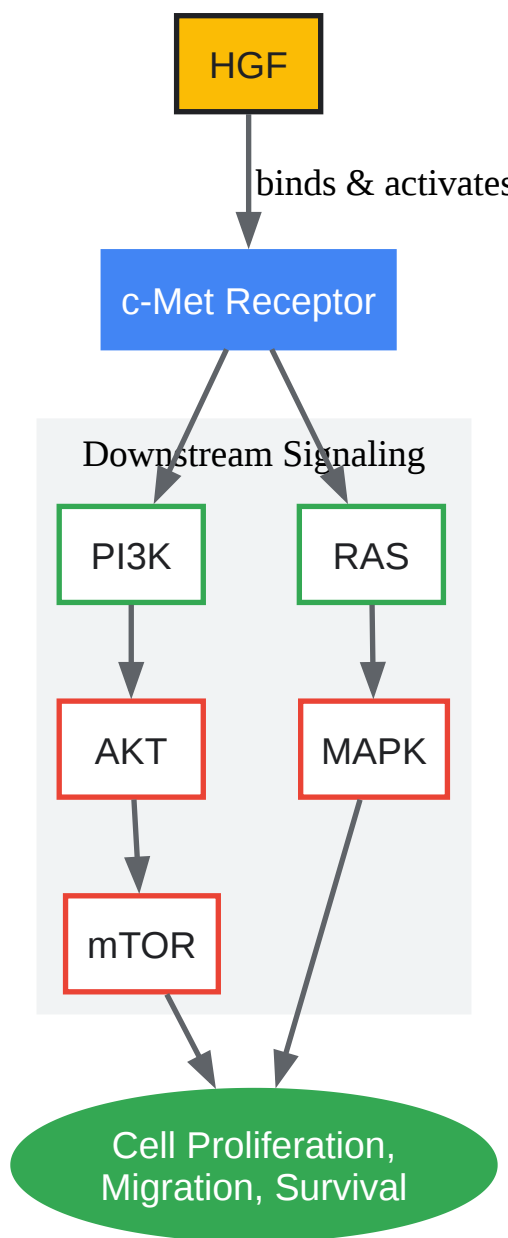 HGF
binds & activates
c-Met Receptor
Downstream Signaling
PI3K
RAS
AKT
MAPK
mTOR
Cell Proliferation,
Migration, Survival